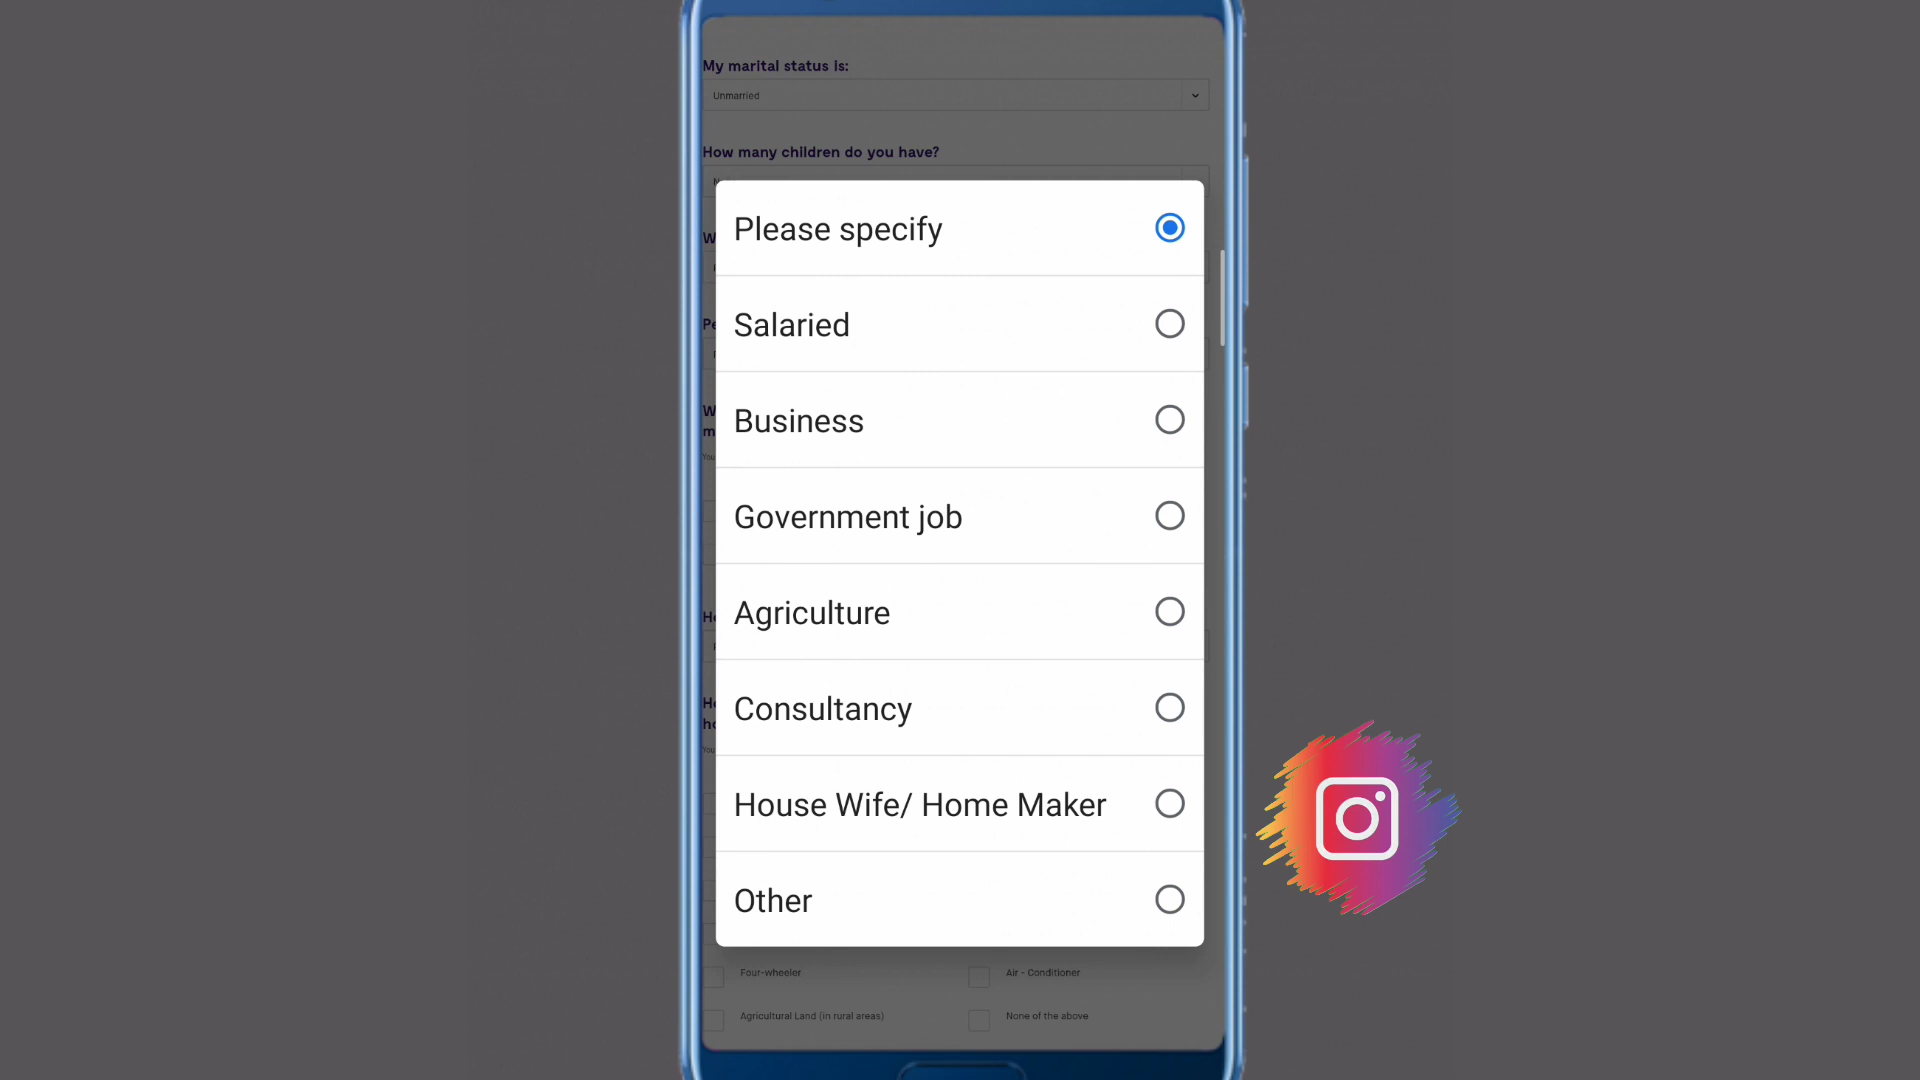 My marital status is:
Unmarried
How many children do you have?
Please specify
Salaried
Business
Government job
Agriculture
Consultancy
House Wife/ Home Maker
Other
Four-wheeler
Air - Conditioner
Agricultural Land (in rural areas)
None of the above